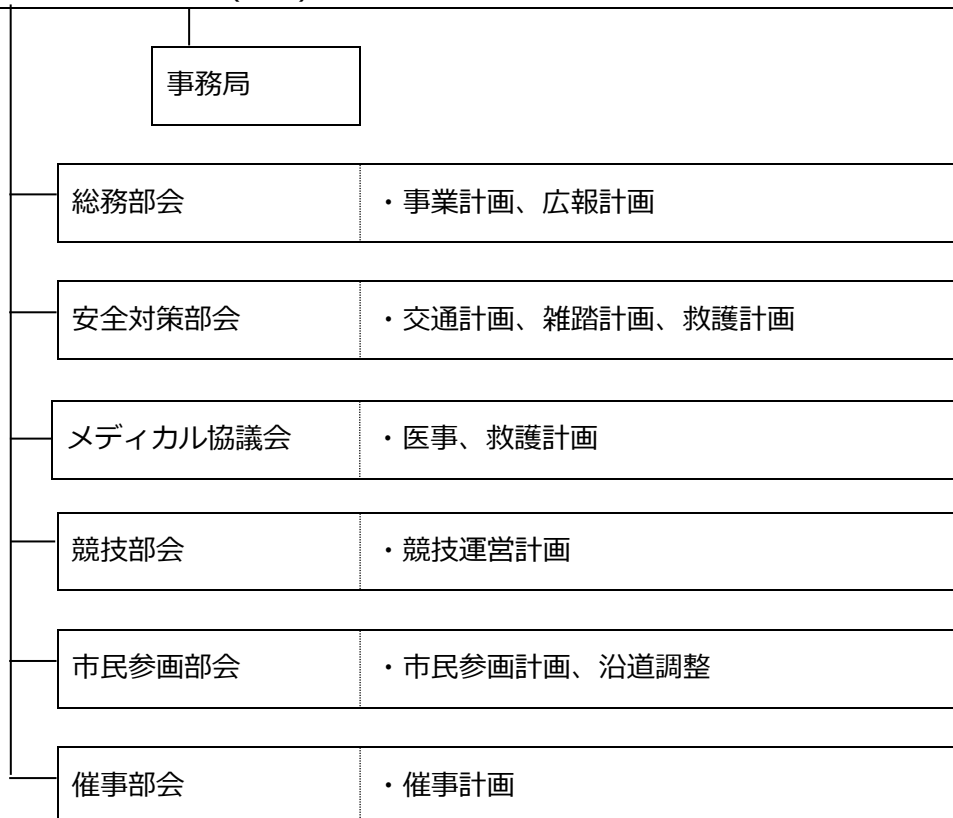 事務局
総務部会 ・事業計画、広報計画
安全対策部会 ・交通計画、雑踏計画、救護計画
メディカル協議会 ・医事、救護計画
競技部会 ・競技運営計画
市民参画部会 ・市民参画計画、沿道調整
催事部会 ・催事計画